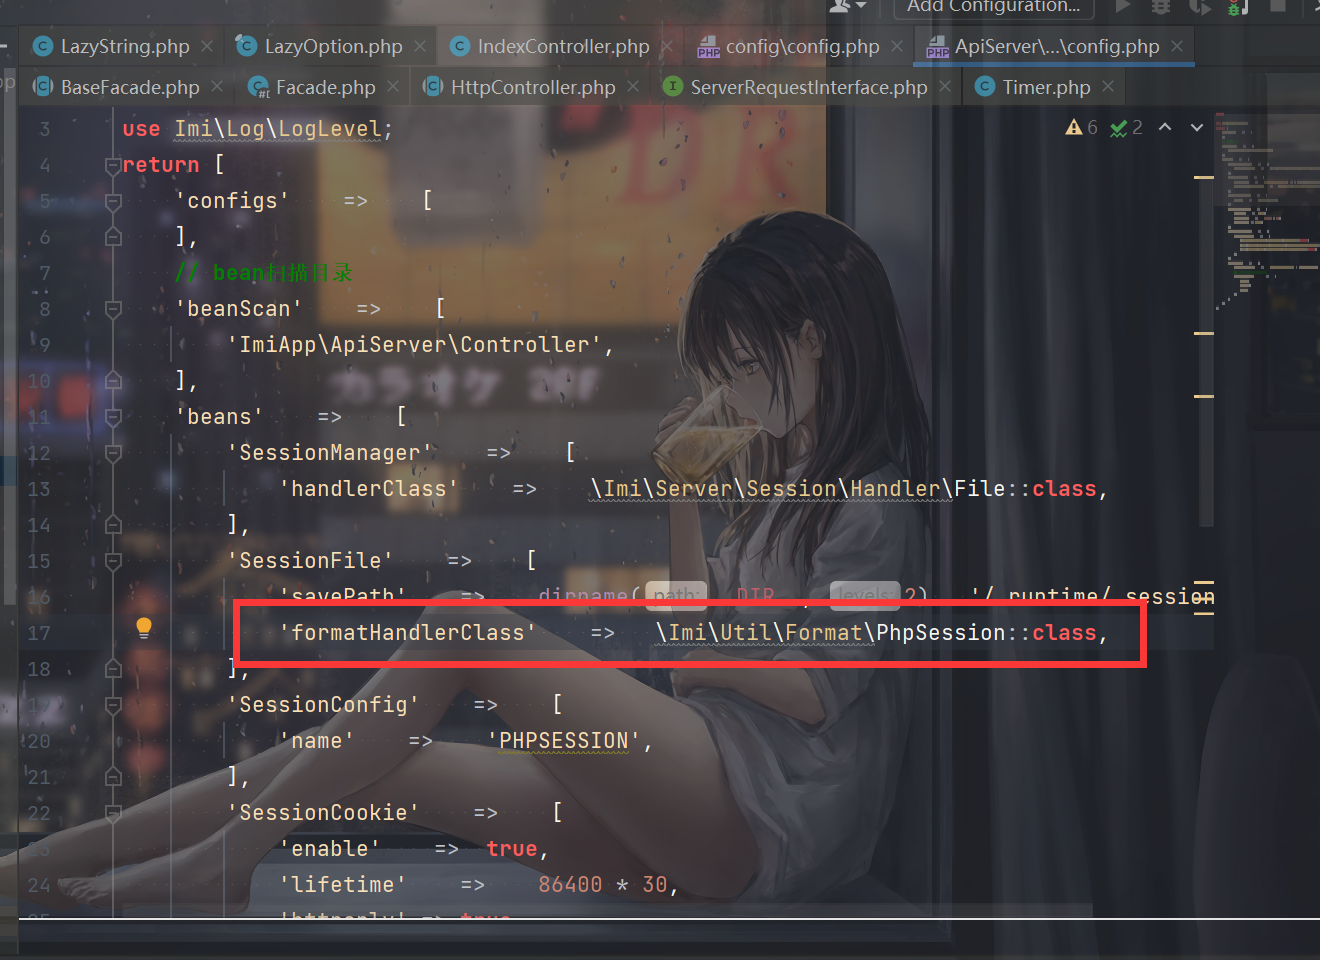 Add Configuration...
LazyString.php LazyOption.php IndexController.php config\config.php ApiServer\...\config.php
BaseFacade.php Facade.php HttpController.php ServerRequestInterface.php Timer.php
6 2
3 use Imi\Log\LogLevel;
4 return [
5 'configs' => [
6 ],
7 // bean扫描目录
8 'beanScan' => [
9 'ImiApp\ApiServer\Controller',
10 ],
カラオケ 2FF
11 'beans' => [
12 'SessionManager' => [
13 'handlerClass' => \Imi\Server\Session\Handler\File::class,
14 ],
15 'SessionFile' => [
16 'savePath' => dirname(path: __DIR__, levels: 2) . '/.runtime/.session
17 'formatHandlerClass' => \Imi\Util\Format\PhpSession::class,
18 ],
19 'SessionConfig' => [
20 'name' => 'PHPSESSION',
21 ],
22 'SessionCookie' => [
23 'enable' => true,
24 'lifetime' => 86400 * 30,
25 'httponly' => true